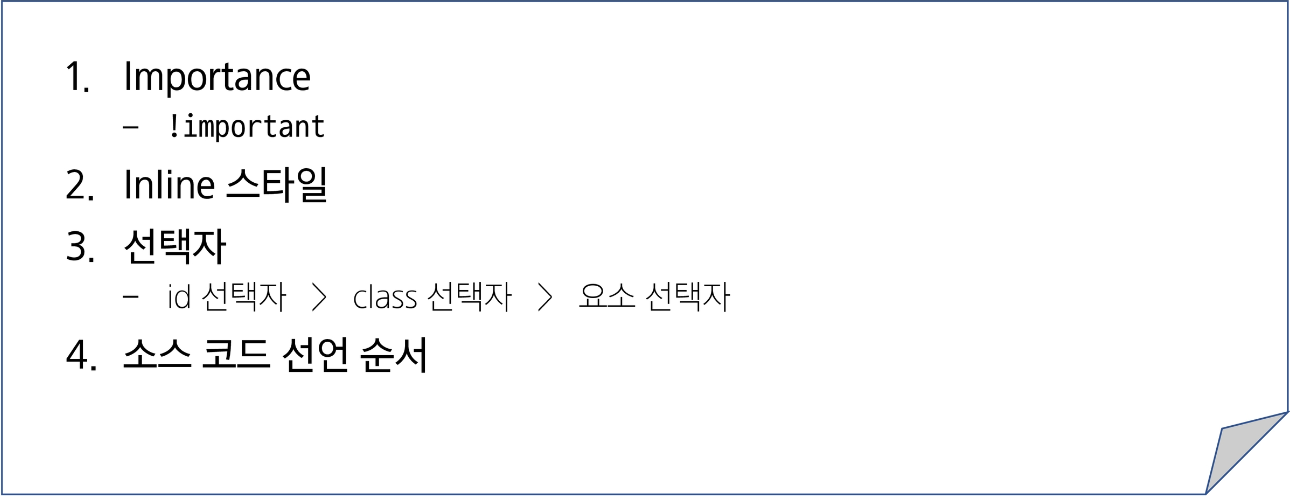 1. Importance
– !important
2. Inline 스타일
3. 선택자
– id 선택자 > class 선택자 > 요소 선택자
4. 소스 코드 선언 순서